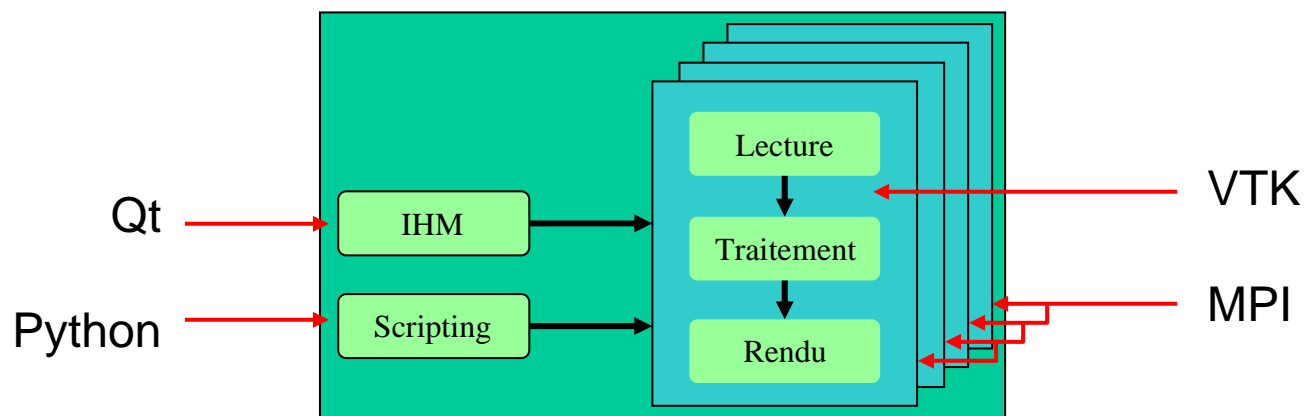 Qt
Python
IHM
Scripting
Lecture
Traitement
Rendu
VTK
MPI